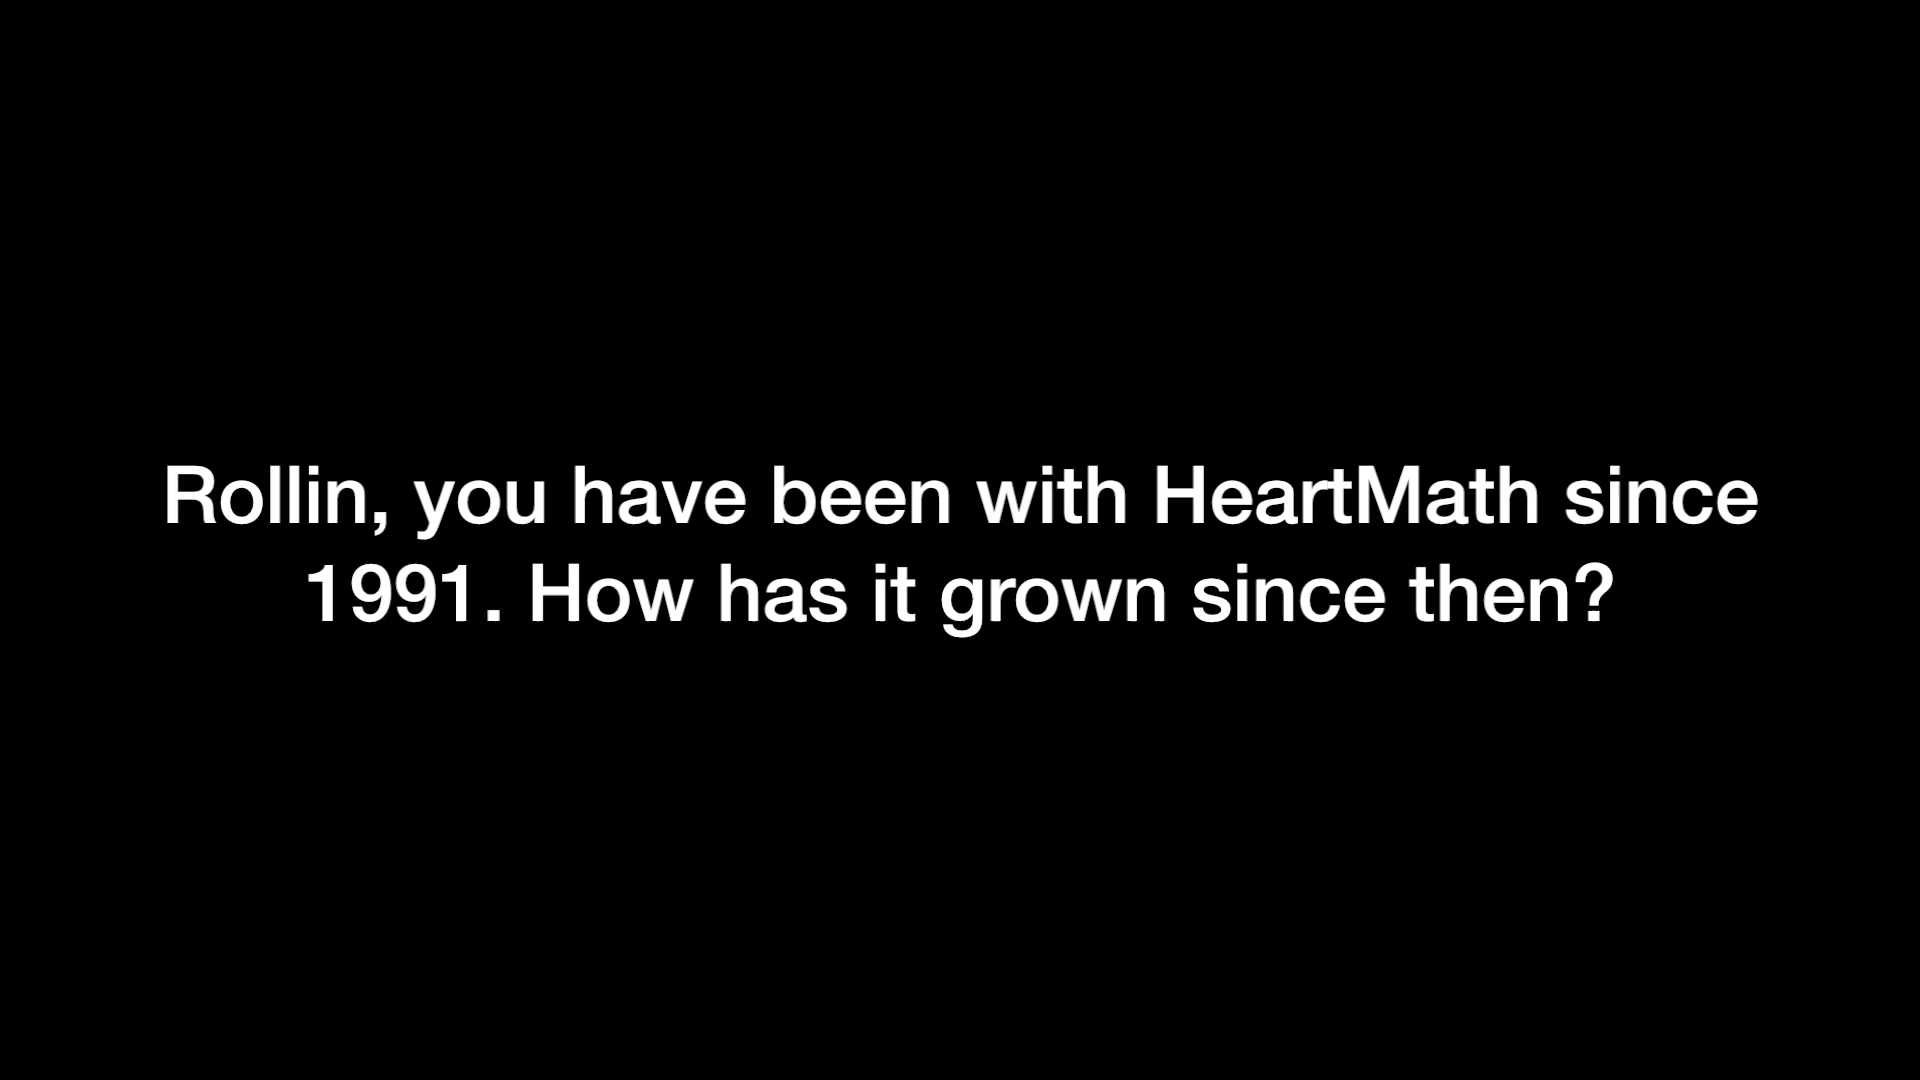 Rollin, you have been with HeartMath since
1991. How has it grown since then?